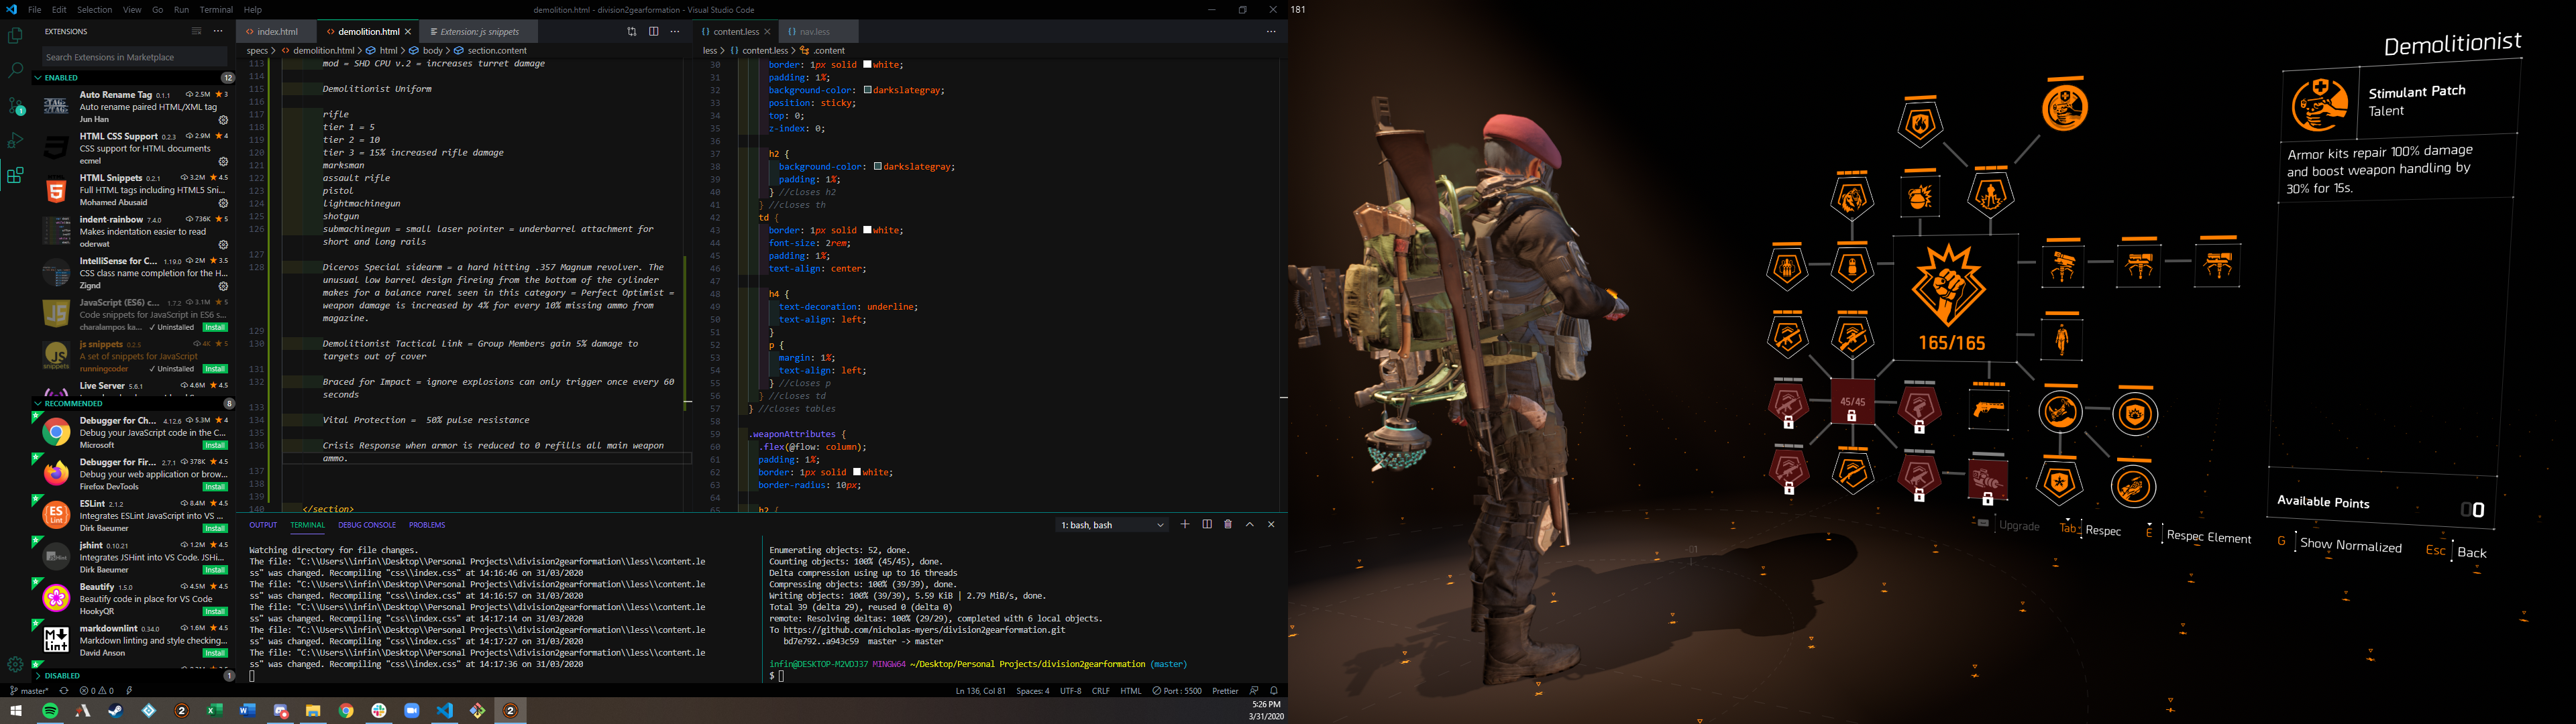 File Edit Selection View Go Run Terminal Help
demolition.html - division2gearformation - Visual Studio Code
EXTENSIONS
Search Extensions in Marketplace
ENABLED 12
Auto Rename Tag 0.1.1 2.5M 3
Auto rename paired HTML/XML tag
Jun Han
HTML CSS Support 0.2.3 2.9M 4
CSS support for HTML documents
ecmel
HTML Snippets 0.2.1 3.2M 4.5
Full HTML tags including HTML5 Sni...
Mohamed Abusaid
indent-rainbow 7.4.0 736K 5
Makes indentation easier to read
oderwat
IntelliSense for C... 1.19.0 2M 3.5
CSS class name completion for the H...
Zignd
JavaScript (ES6) c... 1.7.2 3.1M 5
Code snippets for JavaScript in ES6 s...
charalampos ka... ✓ Uninstalled Install
js snippets 0.2.5 4K 5
A set of snippets for JavaScript
runningcoder ✓ Uninstalled Install
Live Server 5.6.1 4.6M 4.5
RECOMMENDED 8
Debugger for Ch... 4.12.6 5.3M 4
Debug your JavaScript code in the C...
Microsoft Install
Debugger for Fir... 2.7.1 378K 4.5
Debug your web application or brow...
Firefox DevTools Install
ESLint 2.1.2 8.4M 4.5
Integrates ESLint JavaScript into VS ...
Dirk Baeumer Install
jshint 0.10.21 1.2M 4.5
Integrates JSHint into VS Code. JSHi...
Dirk Baeumer Install
Beautify 1.5.0 4.5M 4.5
Beautify code in place for VS Code
HookyQR Install
markdownlint 0.34.0 1.6M 4.5
Markdown linting and style checking...
David Anson Install
DISABLED 1
index.html demolition.html Extension: js snippets
specs > demolition.html > html > body > section.content
113 mod = SHD CPU v.2 = increases turret damage
114
115 Demolitionist Uniform
116
117 rifle
118 tier 1 = 5
119 tier 2 = 10
120 tier 3 = 15% increased rifle damage
121 marksman
122 assault rifle
123 pistol
124 lightmachinegun
125 shotgun
126 submachinegun = small laser pointer = underbarrel attachment for
short and long rails
127
128 Diceros Special sidearm = a hard hitting .357 Magnum revolver. The
unusual low barrel design fireing from the bottom of the cylinder
makes for a balance rarel seen in this category = Perfect Optimist =
weapon damage is increased by 4% for every 10% missing ammo from
magazine.
129
130 Demolitionist Tactical Link = Group Members gain 5% damage to
targets out of cover
131
132 Braced for Impact = ignore explosions can only trigger once every 60
seconds
133
134 Vital Protection = 50% pulse resistance
135
136 Crisis Response when armor is reduced to 0 refills all main weapon
ammo.
137
138
139
140 </section>
content.less nav.less
less > content.less > .content
30 border: 1px solid white;
31 padding: 1%;
32 background-color: darkslategray;
33 position: sticky;
34 top: 0;
35 z-index: 0;
36
37 h2 {
38 background-color: darkslategray;
39 padding: 1%;
40 } //closes h2
41 } //closes th
42 td {
43 border: 1px solid white;
44 font-size: 2rem;
45 padding: 1%;
46 text-align: center;
47
48 h4 {
49 text-decoration: underline;
50 text-align: left;
51 }
52 p {
53 margin: 1%;
54 text-align: left;
55 } //closes p
56 } //closes td
57 } //closes tables
58
59 .weaponAttributes {
60 .flex(@flow: column);
61 padding: 1%;
62 border: 1px solid white;
63 border-radius: 10px;
64
65 h2 {
OUTPUT TERMINAL DEBUG CONSOLE PROBLEMS
1: bash, bash
Watching directory for file changes.
The file: "C:\\Users\\infin\\Desktop\\Personal Projects\\division2gearformation\\less\\content.le
ss" was changed. Recompiling "css\\index.css" at 14:16:46 on 31/03/2020
The file: "C:\\Users\\infin\\Desktop\\Personal Projects\\division2gearformation\\less\\content.le
ss" was changed. Recompiling "css\\index.css" at 14:16:57 on 31/03/2020
The file: "C:\\Users\\infin\\Desktop\\Personal Projects\\division2gearformation\\less\\content.le
ss" was changed. Recompiling "css\\index.css" at 14:17:14 on 31/03/2020
The file: "C:\\Users\\infin\\Desktop\\Personal Projects\\division2gearformation\\less\\content.le
ss" was changed. Recompiling "css\\index.css" at 14:17:27 on 31/03/2020
The file: "C:\\Users\\infin\\Desktop\\Personal Projects\\division2gearformation\\less\\content.le
ss" was changed. Recompiling "css\\index.css" at 14:17:36 on 31/03/2020
Enumerating objects: 52, done.
Counting objects: 100% (45/45), done.
Delta compression using up to 16 threads
Compressing objects: 100% (39/39), done.
Writing objects: 100% (39/39), 5.59 KiB | 2.79 MiB/s, done.
Total 39 (delta 29), reused 0 (delta 0)
remote: Resolving deltas: 100% (29/29), completed with 6 local objects.
To https://github.com/nicholas-myers/division2gearformation.git
bd7e792..a943c59 master -> master
infin@DESKTOP-M2VDJ37 MINGW64 ~/Desktop/Personal Projects/division2gearformation (master)
$
master* 0 0 Ln 136, Col 81 Spaces: 4 UTF-8 CRLF HTML Port : 5500 Prettier
5:26 PM
3/31/2020
181
Demolitionist
Stimulant Patch
Talent
Armor kits repair 100% damage
and boost weapon handling by
30% for 15s.
165/165
45/45
Available Points 00
Upgrade Tab Respec E Respec Element G Show Normalized Esc Back
-01